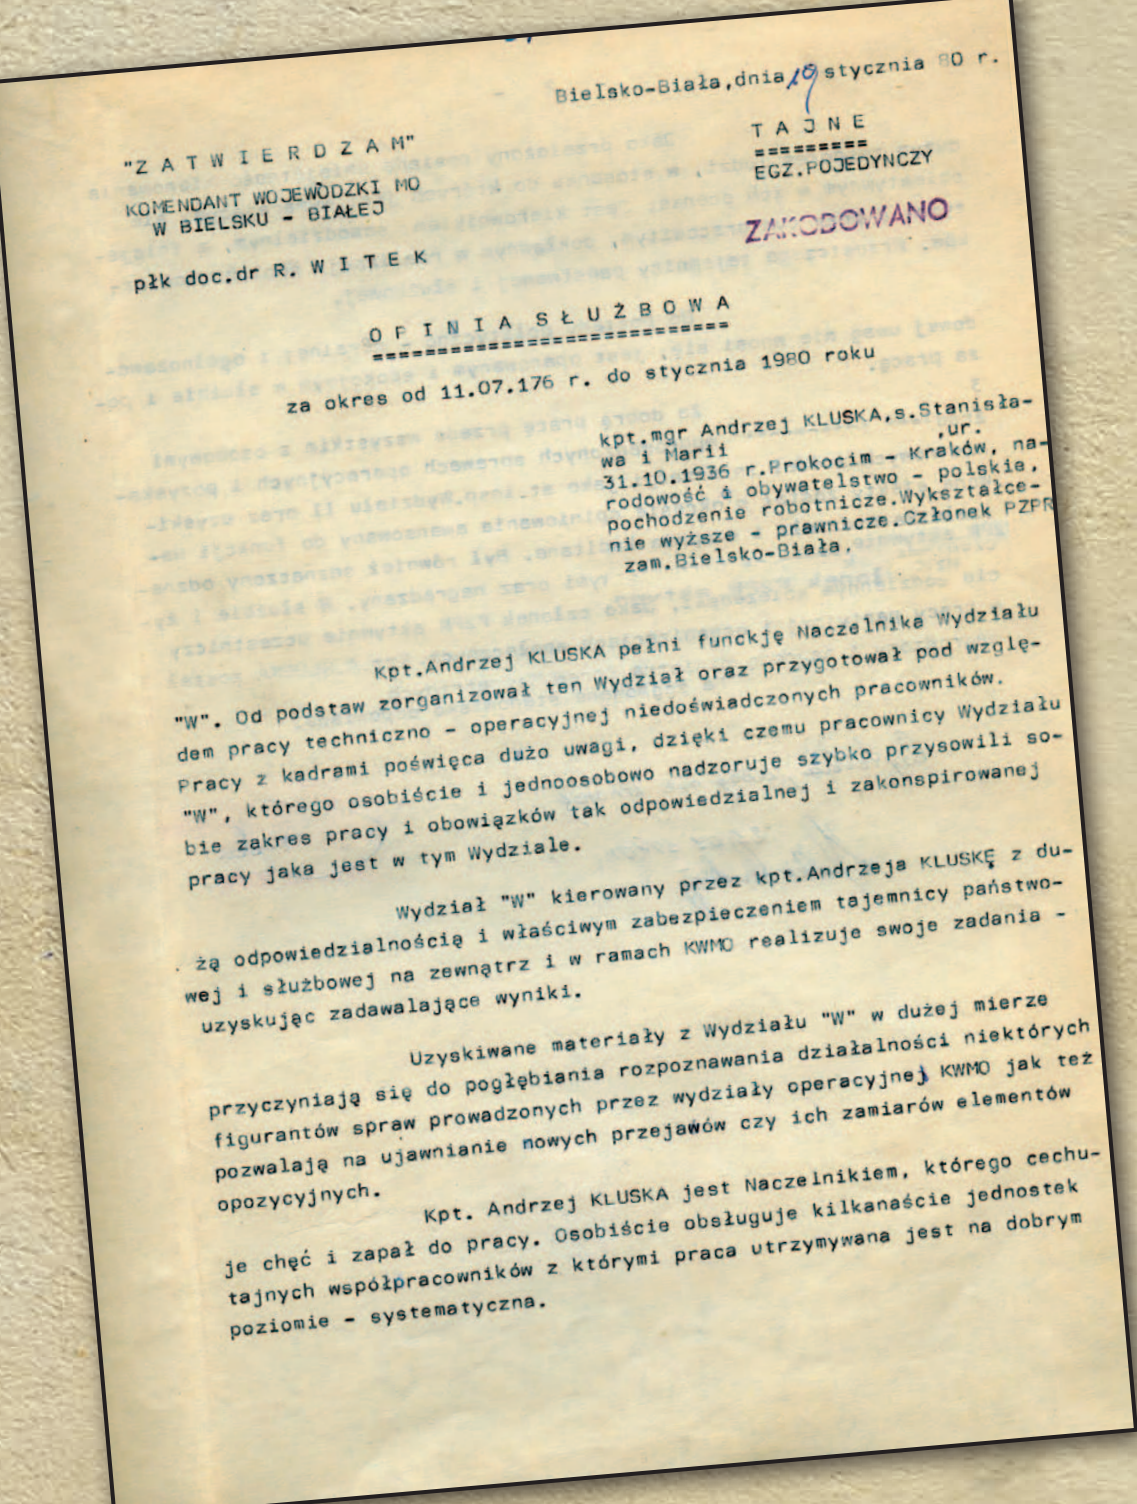 Bielsko-Biała,dnia 19 stycznia 80 r.
"Z A T W I E R D Z A M"
T A J N E
=========
KOMENDANT WOJEWÓDZKI MO
EGZ.POJEDYNCZY
W BIELSKU - BIAŁEJ
ZAKODOWANO
płk doc.dr R. W I T E K
O P I N I A S Ł U Ż B O W A
===========================
za okres od 11.07.176 r. do stycznia 1980 roku
kpt.mgr Andrzej KLUSKA,s.Stanisła-
wa i Marii ,ur.
31.10.1936 r.Prokocim - Kraków, na-
rodowość i obywatelstwo - polskie,
pochodzenie robotnicze.Wykształce-
nie wyższe - prawnicze.Członek PZPR
zam.Bielsko-Biała.
Kpt.Andrzej KLUSKA pełni funckję Naczelnika Wydziału
"W". Od podstaw zorganizował ten Wydział oraz przygotował pod wzglę-
dem pracy techniczno - operacyjnej niedoświadczonych pracowników.
Pracy z kadrami poświęca dużo uwagi, dzięki czemu pracownicy Wydziału
"W", którego osobiście i jednoosobowo nadzoruje szybko przysowili so-
bie zakres pracy i obowiązków tak odpowiedzialnej i zakonspirowanej
pracy jaka jest w tym Wydziale.
Wydział "W" kierowany przez kpt.Andrzeja KLUSKĘ z du-
żą odpowiedzialnością i właściwym zabezpieczeniem tajemnicy państwo-
wej i służbowej na zewnątrz i w ramach KWMO realizuje swoje zadania -
uzyskując zadawalające wyniki.
Uzyskiwane materiały z Wydziału "W" w dużej mierze
przyczyniają się do pogłębiania rozpoznawania działalności niektórych
figurantów spraw prowadzonych przez wydziały operacyjnej KWMO jak też
pozwalają na ujawnianie nowych przejawów czy ich zamiarów elementów
opozycyjnych.
Kpt. Andrzej KLUSKA jest Naczelnikiem, którego cechu-
je chęć i zapał do pracy. Osobiście obsługuje kilkanaście jednostek
tajnych współpracowników z którymi praca utrzymywana jest na dobrym
poziomie - systematyczna.